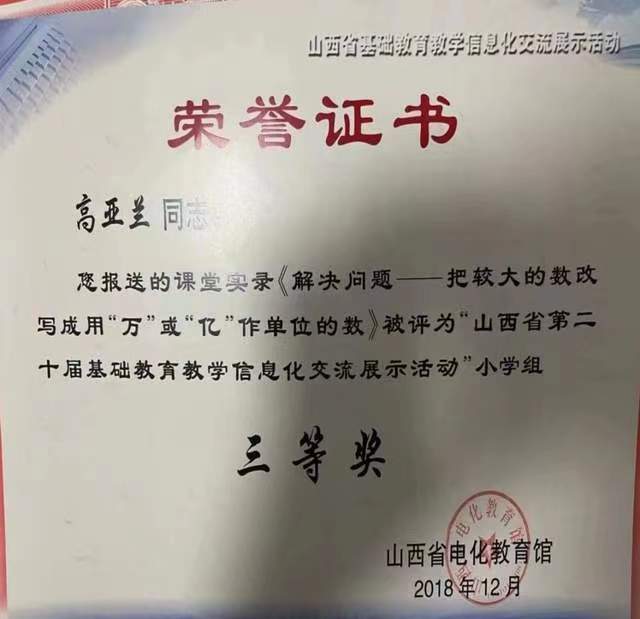 山西省基础教育教学信息化交流展示活动
荣誉证书
高亚兰 同志
您报送的课堂实录《解决问题——把较大的数改
写成用“万”或“亿”作单位的数》被评为“山西省第二
十届基础教育教学信息化交流展示活动”小学组
三等奖
山西省电化教育馆
2018年12月